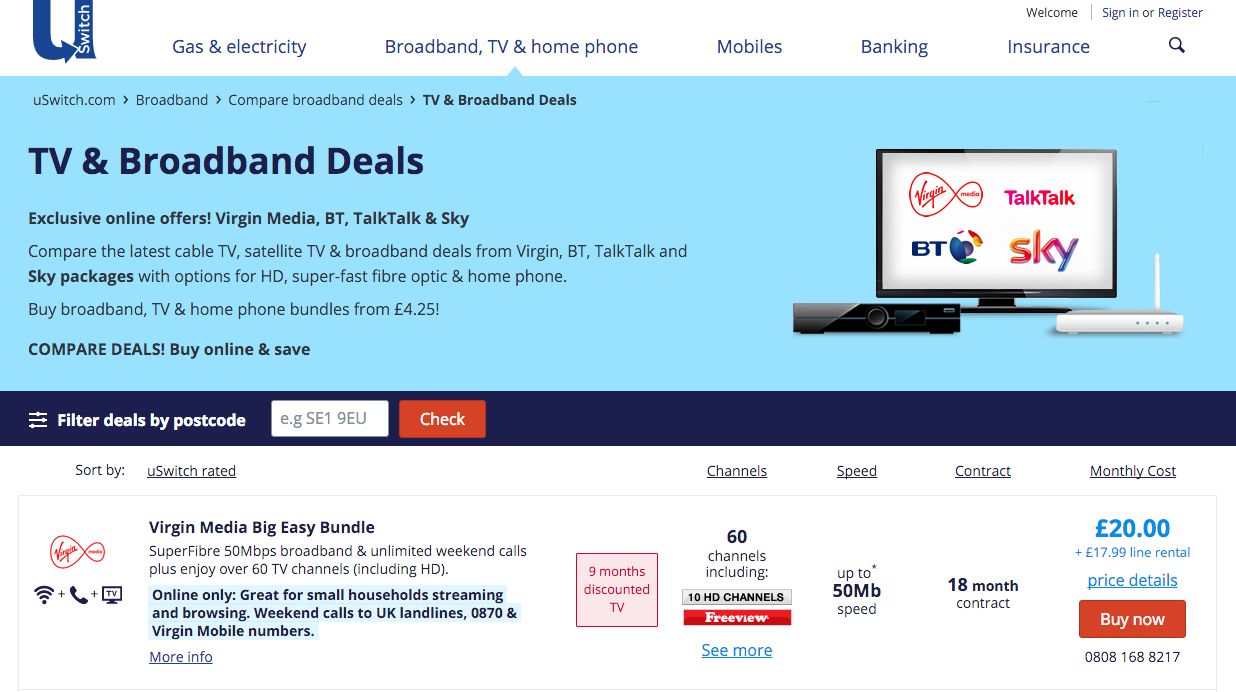 uSwitch
Welcome
Sign in or Register
Gas & electricity
Broadband, TV & home phone
Mobiles
Banking
Insurance
uSwitch.com > Broadband > Compare broadband deals > TV & Broadband Deals
TV & Broadband Deals
Exclusive online offers! Virgin Media, BT, TalkTalk & Sky
Compare the latest cable TV, satellite TV & broadband deals from Virgin, BT, TalkTalk and
Sky packages with options for HD, super-fast fibre optic & home phone.
Buy broadband, TV & home phone bundles from £4.25!
COMPARE DEALS! Buy online & save
Virgin media
TalkTalk
BT
sky
Filter deals by postcode
e.g SE1 9EU
Check
Sort by:
uSwitch rated
Channels
Speed
Contract
Monthly Cost
Virgin media
+ + TV
Virgin Media Big Easy Bundle
SuperFibre 50Mbps broadband & unlimited weekend calls
plus enjoy over 60 TV channels (including HD).
Online only: Great for small households streaming
and browsing. Weekend calls to UK landlines, 0870 &
Virgin Mobile numbers.
More info
9 months
discounted
TV
60
channels
including:
10 HD CHANNELS
Freeview
See more
up to*
50Mb
speed
18 month
contract
£20.00
+ £17.99 line rental
price details
Buy now
0808 168 8217